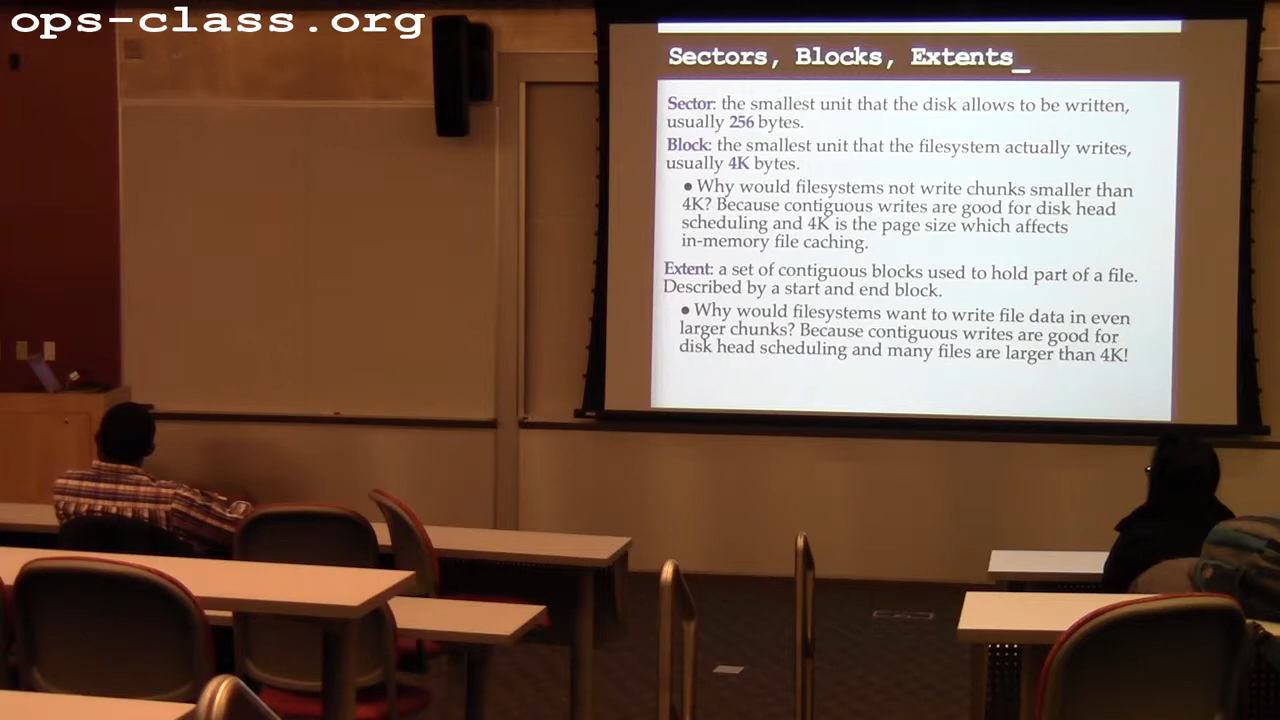 ops-class.org
Sectors, Blocks, Extents_
Sector: the smallest unit that the disk allows to be written,
usually 256 bytes.
Block: the smallest unit that the filesystem actually writes,
usually 4K bytes.
• Why would filesystems not write chunks smaller than
4K? Because contiguous writes are good for disk head
scheduling and 4K is the page size which affects
in-memory file caching.
Extent: a set of contiguous blocks used to hold part of a file.
Described by a start and end block.
• Why would filesystems want to write file data in even
larger chunks? Because contiguous writes are good for
disk head scheduling and many files are larger than 4K!